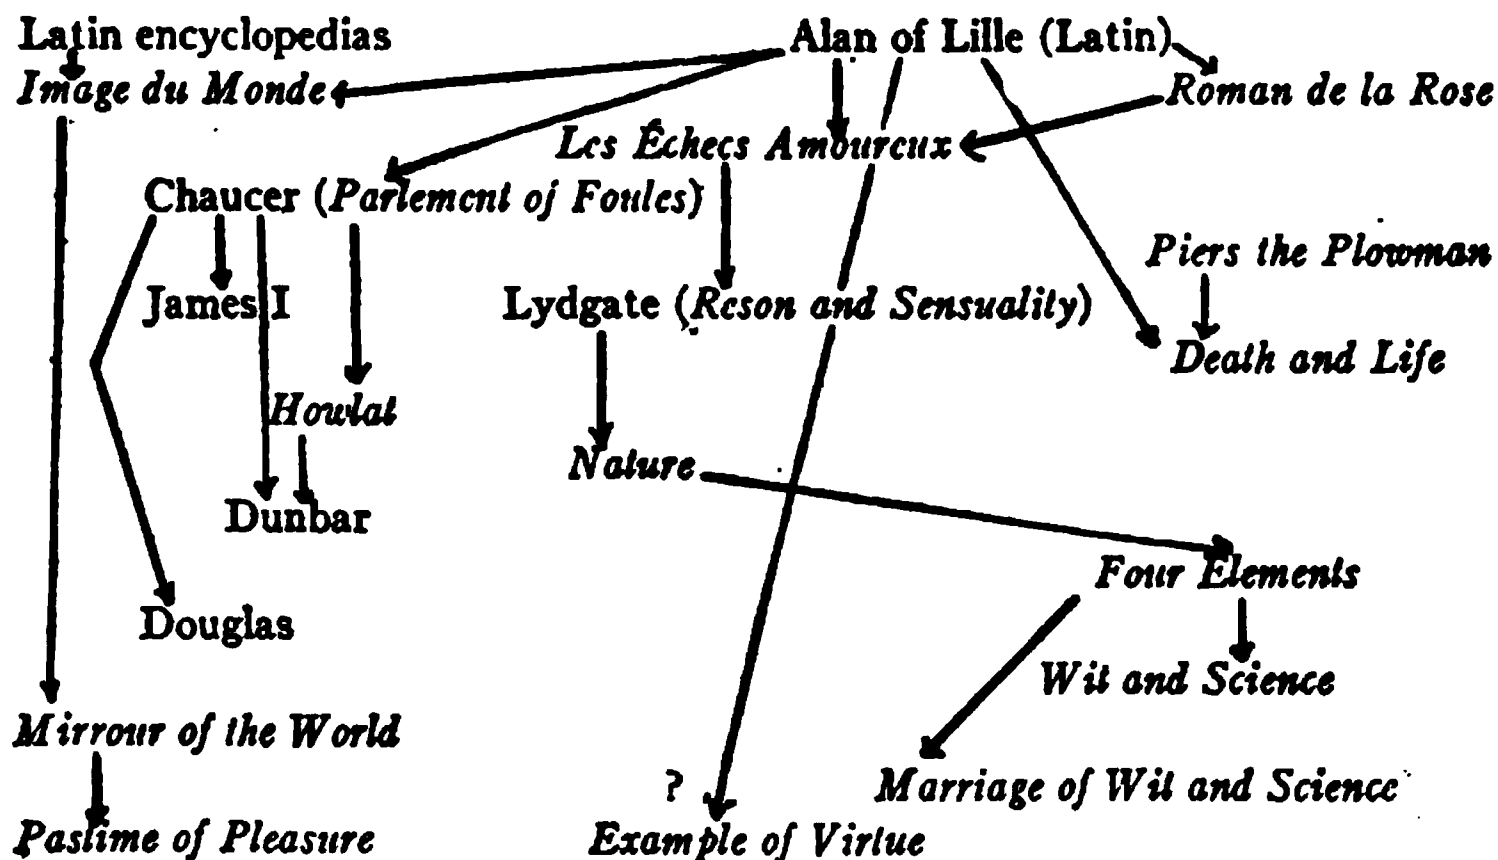 Latin encyclopedias
Alan of Lille (Latin)
Image du Monde
Roman de la Rose
Les Échecs Amoureux
Chaucer (Parlement of Foules)
Piers the Plowman
James I
Lydgate (Reson and Sensuality)
Death and Life
Howlat
Nature
Dunbar
Four Elements
Douglas
Wit and Science
Mirrour of the World
?
Marriage of Wit and Science
Pastime of Pleasure
Example of Virtue